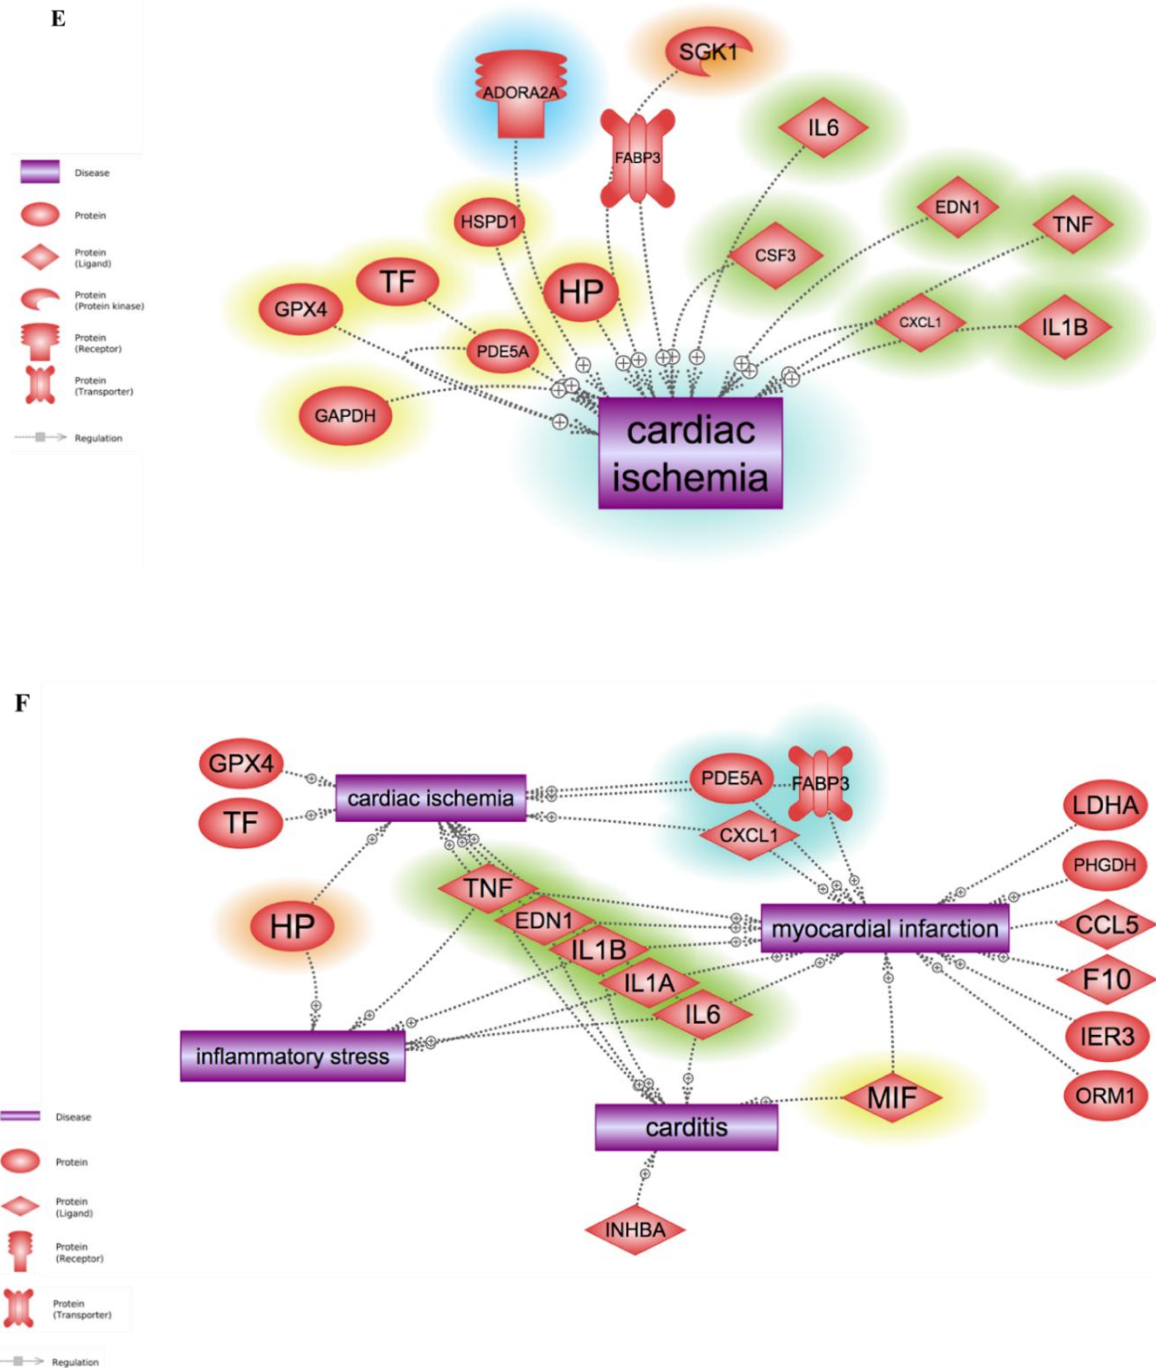 E
Disease
Protein
Protein
(Ligand)
Protein
(Protein kinase)
Protein
(Receptor)
Protein
(Transporter)
Regulation
ADORA2A
SGK1
FABP3
IL6
HSPD1
EDN1
TNF
CSF3
TF
HP
GPX4
CXCL1
IL1B
PDE5A
GAPDH
cardiac
ischemia
F
GPX4
TF
cardiac ischemia
PDE5A
FABP3
CXCL1
LDHA
PHGDH
TNF
HP
EDN1
myocardial infarction
CCL5
IL1B
IL1A
F10
IL6
IER3
inflammatory stress
MIF
ORM1
carditis
INHBA
Disease
Protein
Protein
(Ligand)
Protein
(Receptor)
Protein
(Transporter)
Regulation